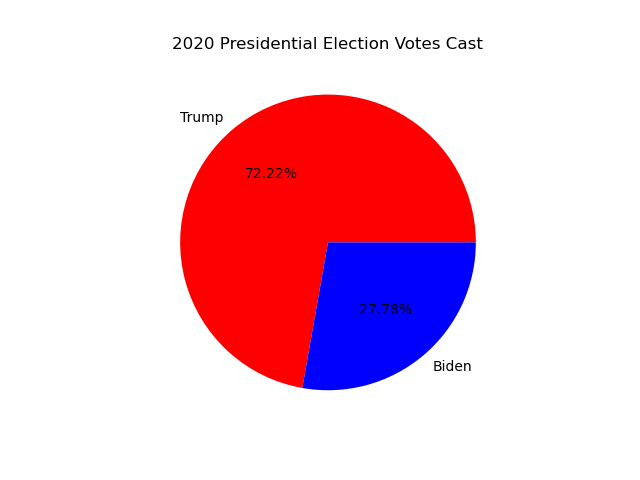 2020 Presidential Election Votes Cast
Trump
72.22%
27.78%
Biden